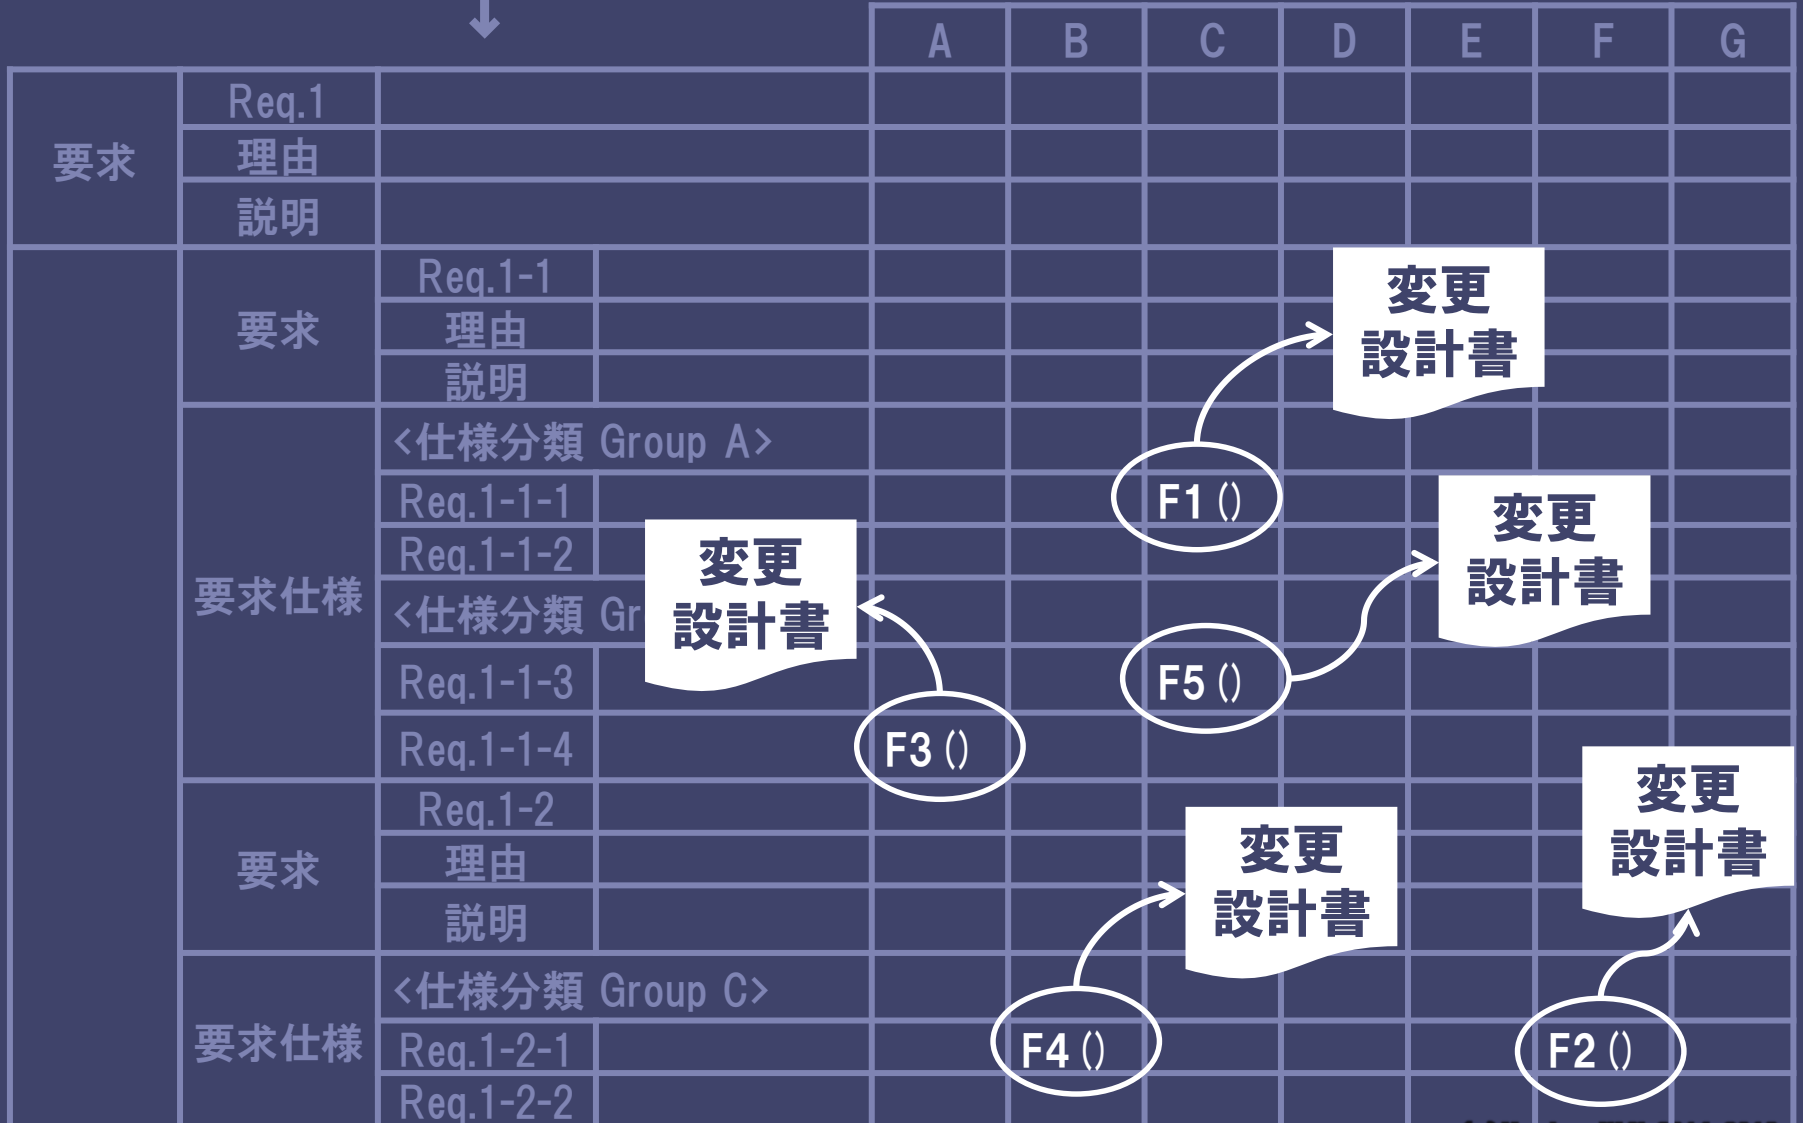 A B C D E F G
要求
Req.1
理由
説明
要求
Req.1-1
理由
説明
変更
設計書
要求仕様
<仕様分類 Group A>
Req.1-1-1
F1()
Req.1-1-2
変更
設計書
変更
設計書
<仕様分類 Gr
Req.1-1-3
F5()
Req.1-1-4
F3()
要求
Req.1-2
理由
説明
変更
設計書
変更
設計書
要求仕様
<仕様分類 Group C>
Req.1-2-1
F4()
F2()
Req.1-2-2